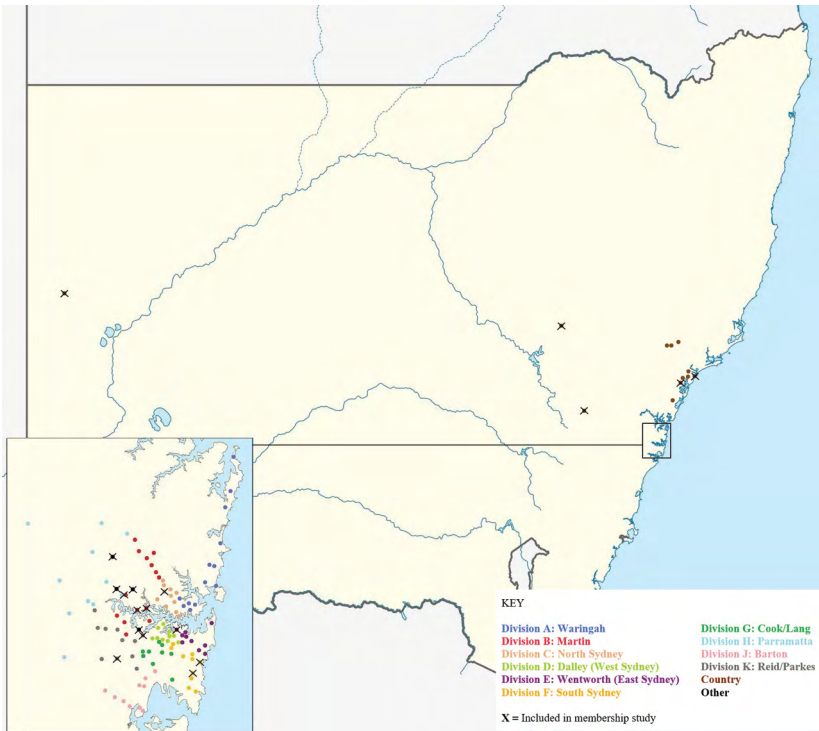 KEY
Division A: Waringah
Division B: Martin
Division C: North Sydney
Division D: Dalley (West Sydney)
Division E: Wentworth (East Sydney)
Division F: South Sydney
Division G: Cook/Lang
Division H: Parramatta
Division J: Barton
Division K: Reid/Parkes
Country
Other
X = Included in membership study